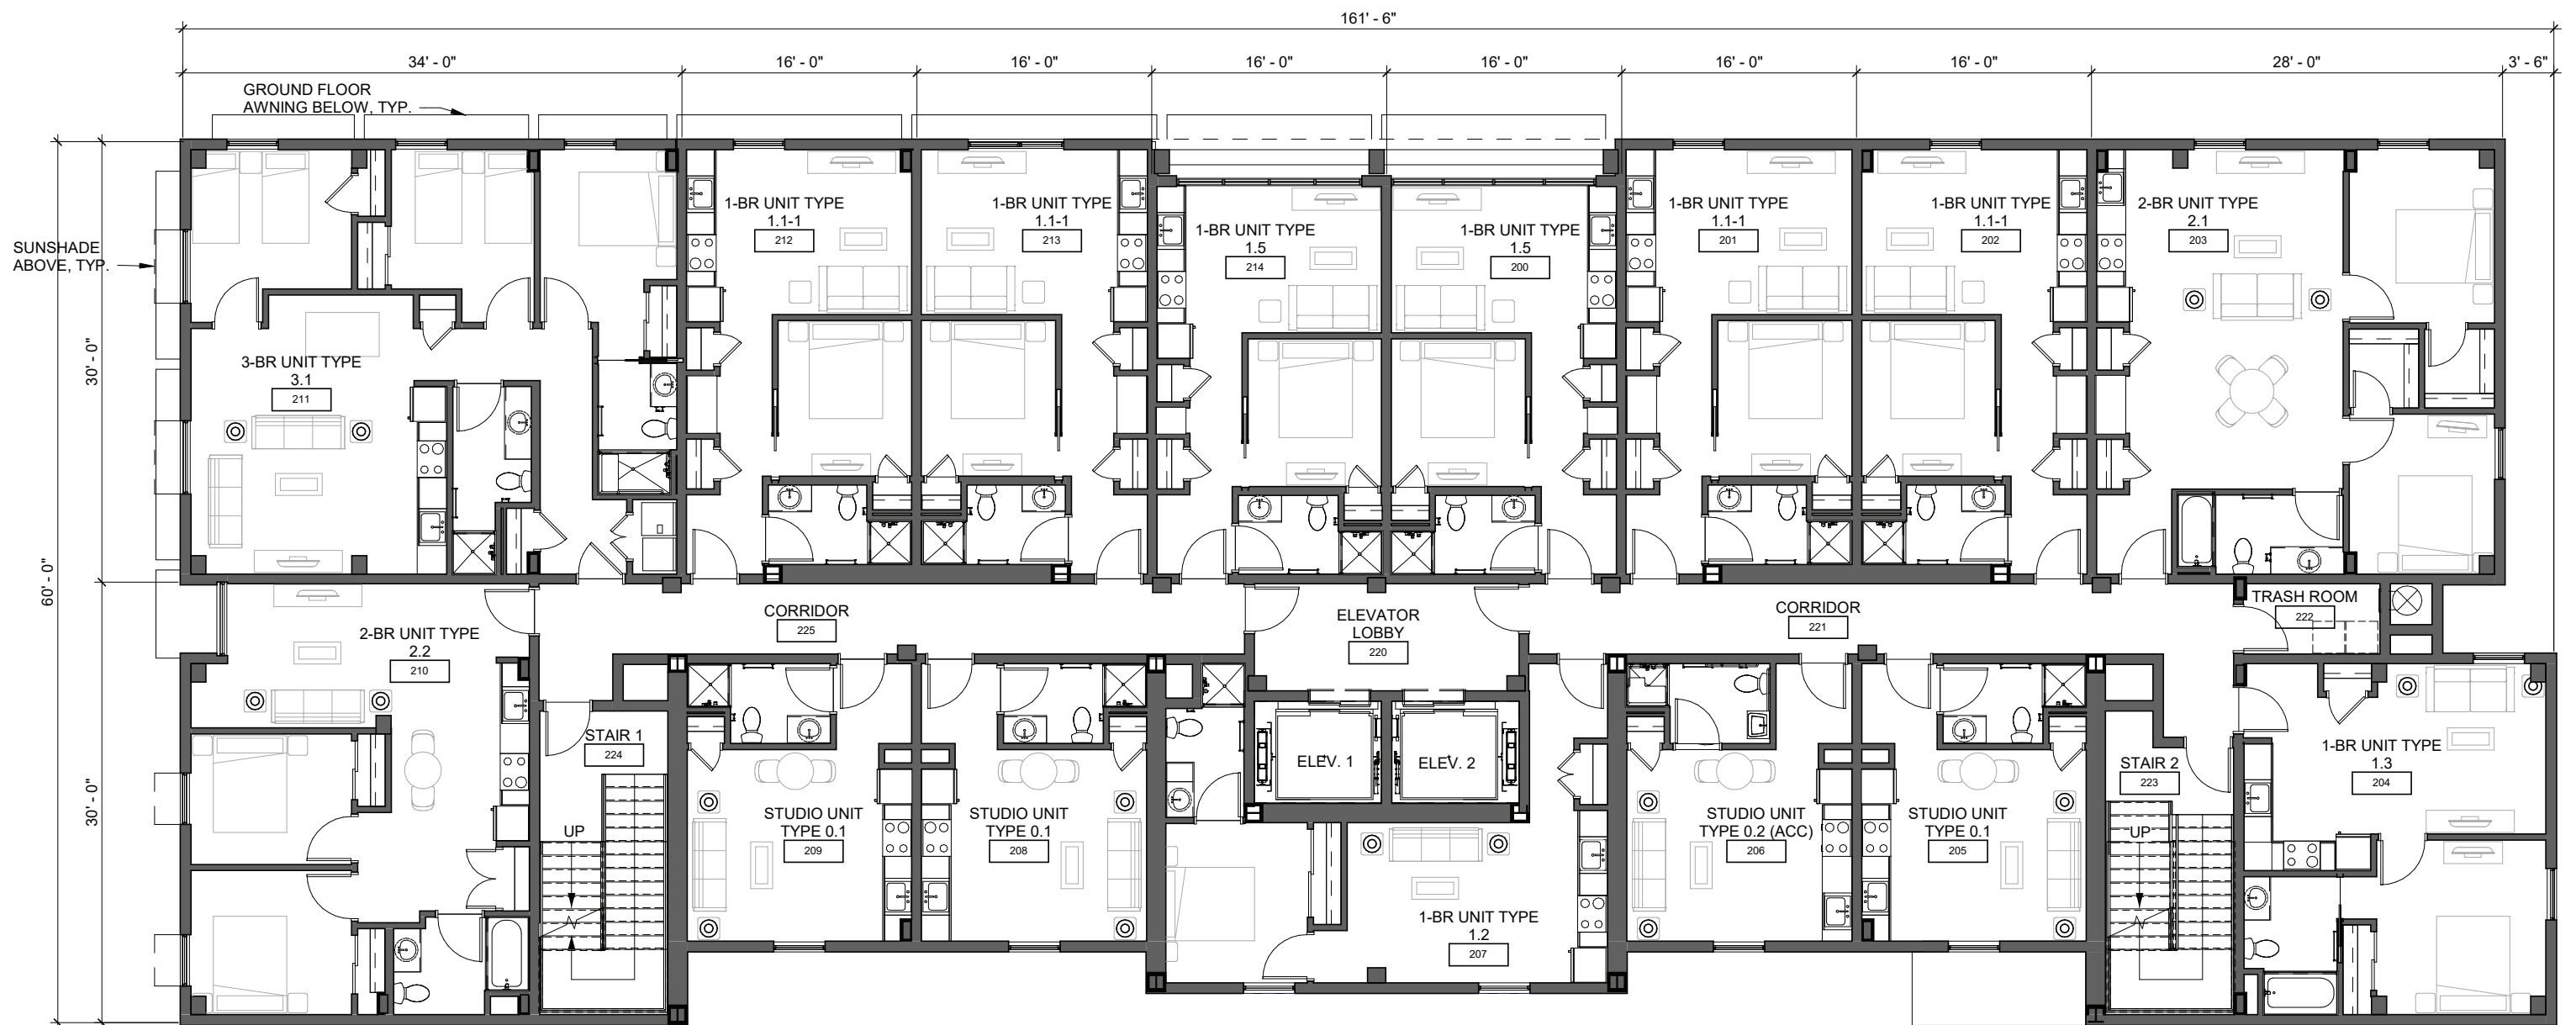 161' - 6"
34' - 0"
16' - 0"
16' - 0"
16' - 0"
16' - 0"
16' - 0"
16' - 0"
28' - 0"
3' - 6"
GROUND FLOOR
AWNING BELOW, TYP.
SUNSHADE
ABOVE, TYP.
30' - 0"
60' - 0"
30' - 0"
1-BR UNIT TYPE
1.1-1
212
1-BR UNIT TYPE
1.1-1
213
1-BR UNIT TYPE
1.5
214
1-BR UNIT TYPE
1.5
200
1-BR UNIT TYPE
1.1-1
201
1-BR UNIT TYPE
1.1-1
202
2-BR UNIT TYPE
2.1
203
3-BR UNIT TYPE
3.1
211
CORRIDOR
225
ELEVATOR
LOBBY
220
CORRIDOR
221
TRASH ROOM
222
2-BR UNIT TYPE
2.2
210
STAIR 1
224
UP
STUDIO UNIT
TYPE 0.1
209
STUDIO UNIT
TYPE 0.1
208
ELEV. 1
ELEV. 2
1-BR UNIT TYPE
1.2
207
STUDIO UNIT
TYPE 0.2 (ACC)
206
STUDIO UNIT
TYPE 0.1
205
STAIR 2
223
UP
1-BR UNIT TYPE
1.3
204